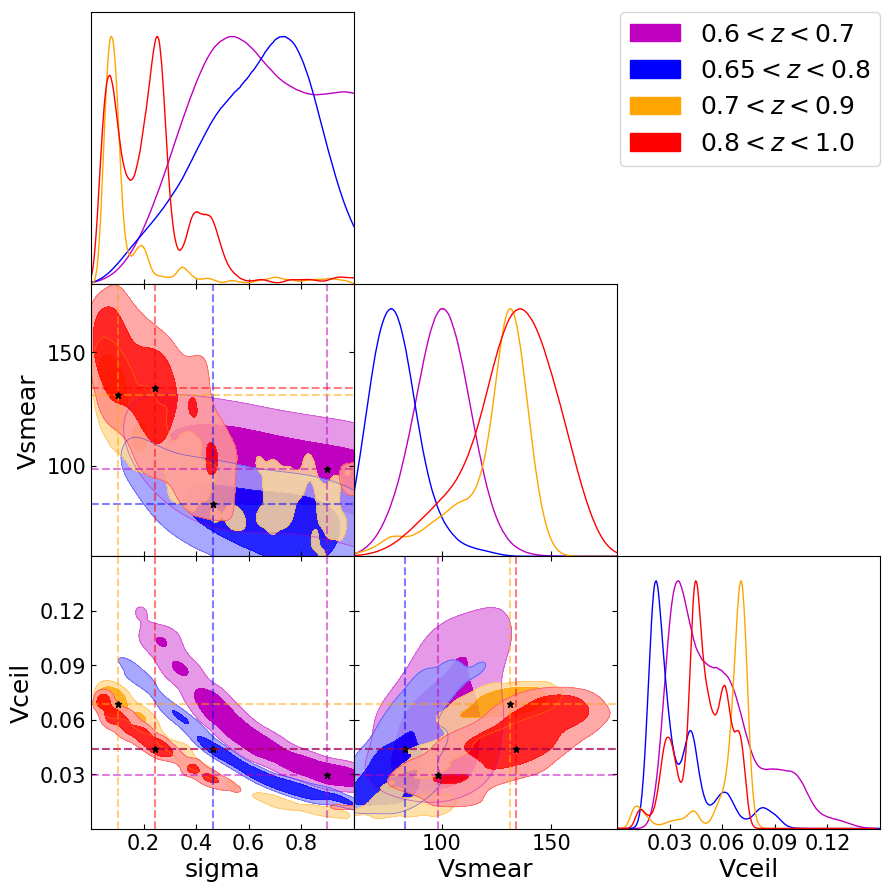 0.6 < z < 0.7
0.65 < z < 0.8
0.7 < z < 0.9
0.8 < z < 1.0
150
100
Vsmear
0.12
0.09
0.06
0.03
Vceil
0.2 0.4 0.6 0.8
100 150
0.03 0.06 0.09 0.12
sigma
Vsmear
Vceil